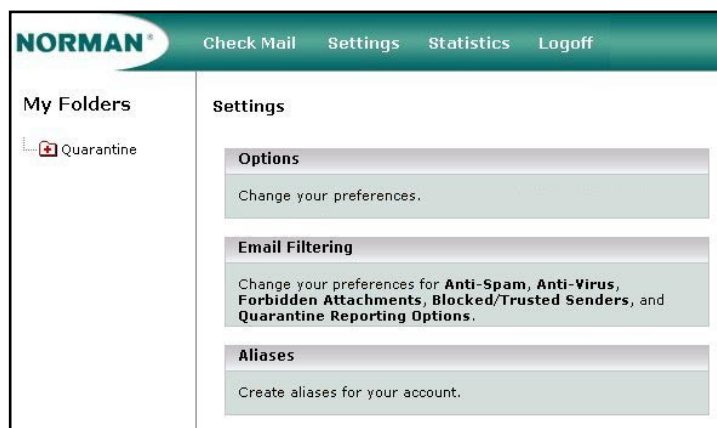 NORMAN®
Check Mail Settings Statistics Logoff
My Folders
Quarantine
Settings
Options
Change your preferences.
Email Filtering
Change your preferences for Anti-Spam, Anti-Virus,
Forbidden Attachments, Blocked/Trusted Senders, and
Quarantine Reporting Options.
Aliases
Create aliases for your account.